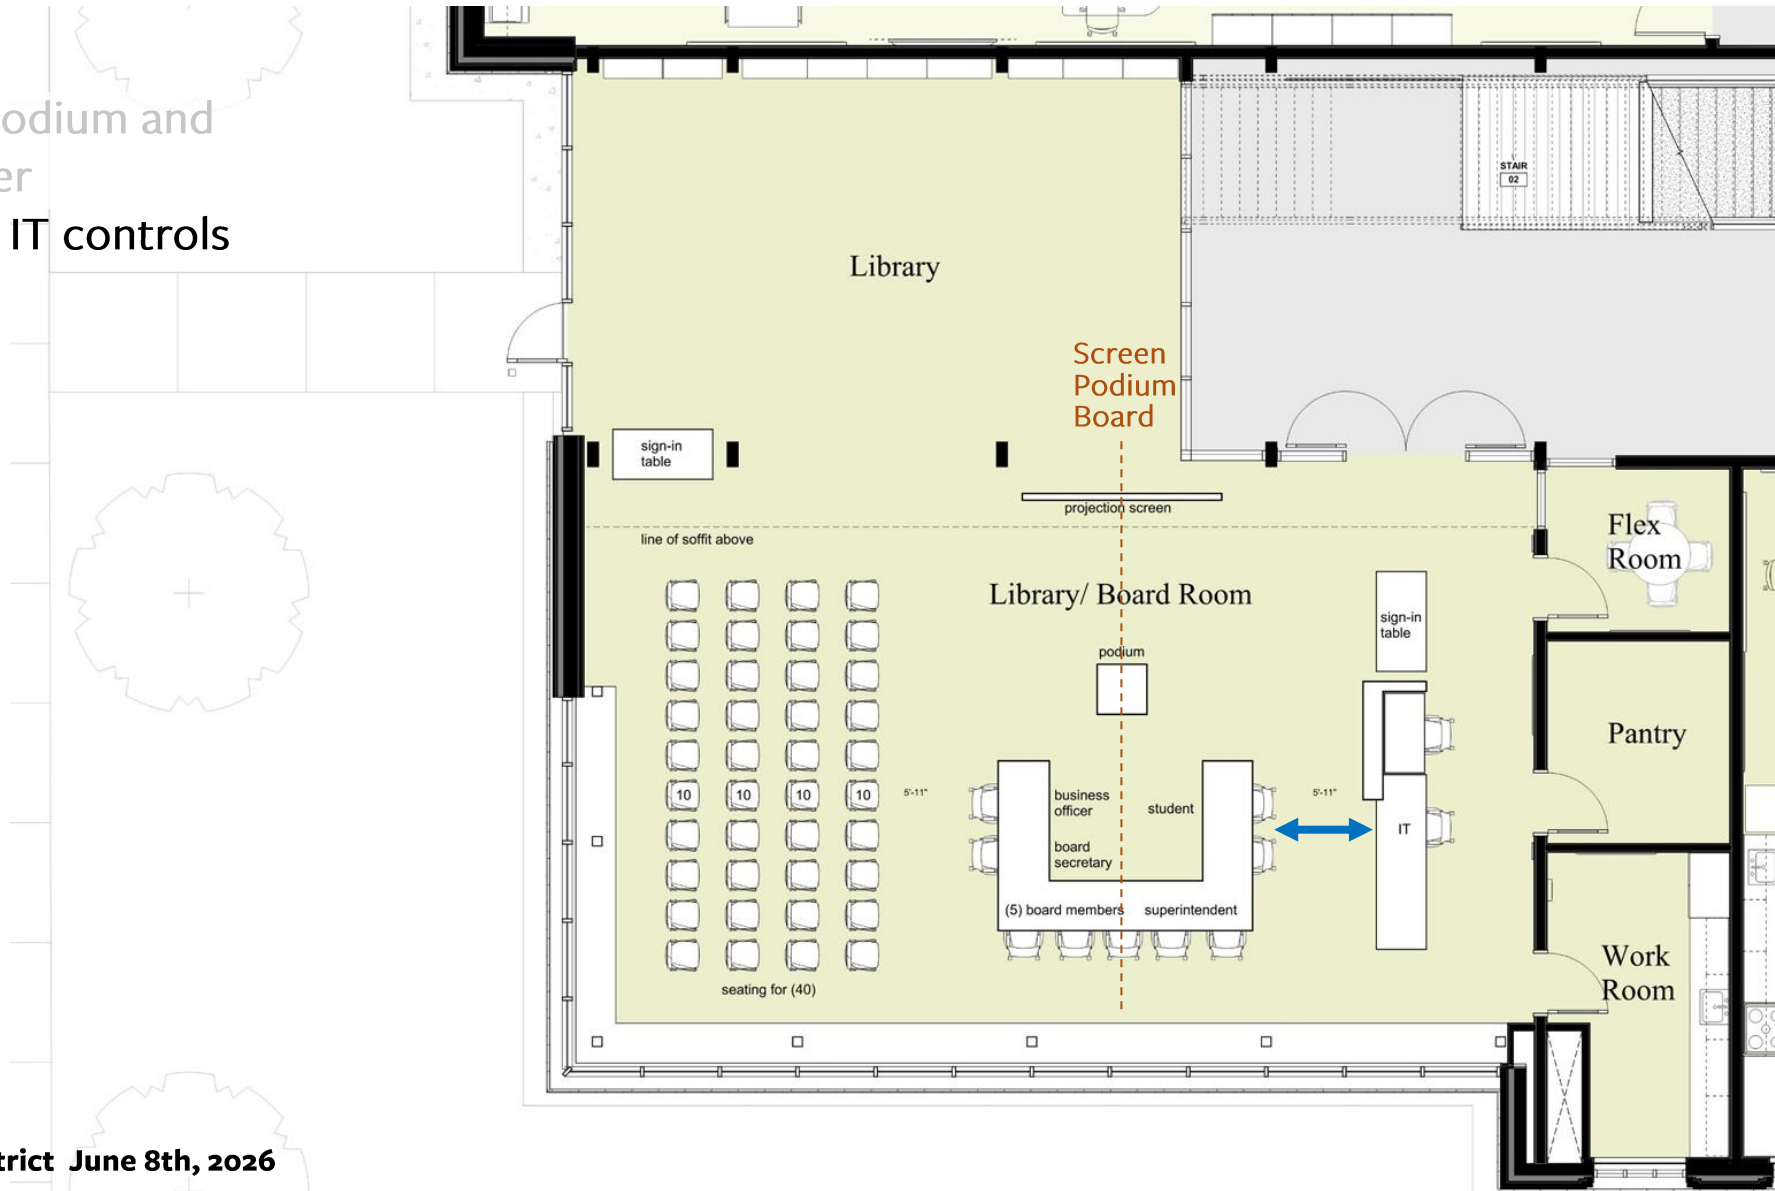 odium and
er
IT controls
STAIR
02
Library
Screen
Podium
Board
sign-in
table
projection screen
line of soffit above
Flex
Room
Library/ Board Room
sign-in
table
podium
Pantry
10 10 10 10
5'-11"
business
officer
student
5'-11"
IT
board
secretary
(5) board members
superintendent
Work
Room
seating for (40)
trict June 8th, 2026